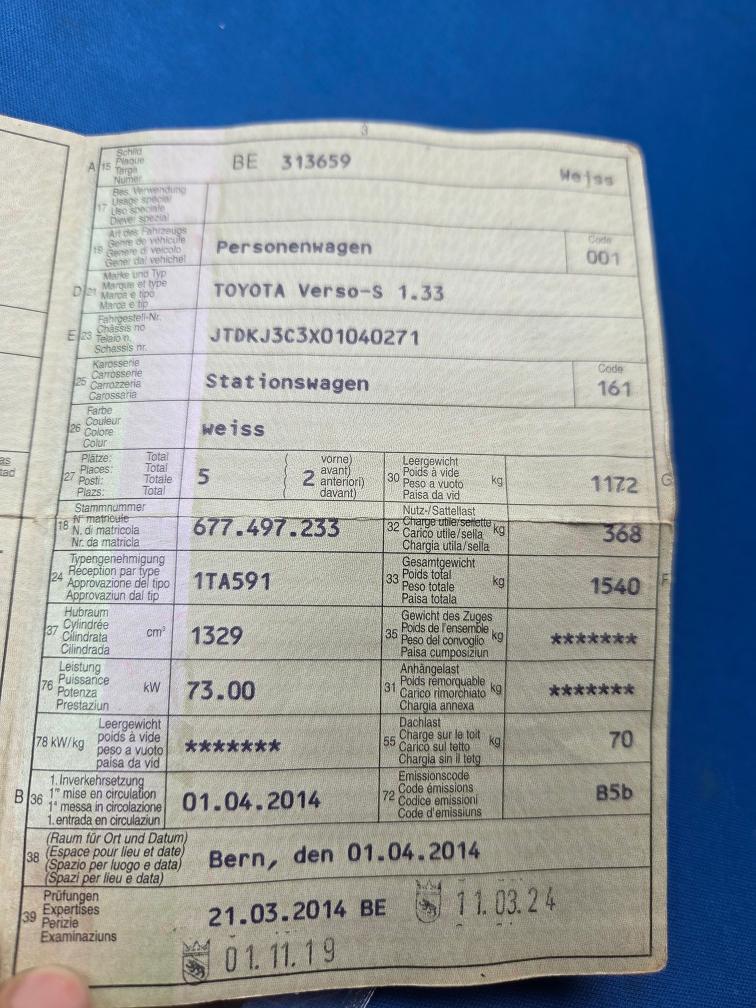 3
A 15 Schild
Plaque
Targa
Numer
BE 313659
Weiss
17 Bes. Verwendung
Usage spécial
Uso speciale
Diever spezial
19 Art des Fahrzeugs
Genre de véhicule
Genere di veicolo
Gener dal vehichel
Personenwagen
Code
001
D 21 Marke und Typ
Marque et type
Marca e tipo
Marca e tip
TOYOTA Verso-S 1.33
E 23 Fahrgestell-Nr.
Châssis no
Telaio n.
Schassis nr.
JTDKJ3C3X01040271
25 Karosserie
Carrosserie
Carrozzeria
Carossaria
Stationswagen
Code
161
26 Farbe
Couleur
Colore
Colur
weiss
27 Plätze: Total
Places: Total
Posti: Totale
Plazs: Total
5
2
vorne)
avant)
anteriori)
davant)
30 Leergewicht
Poids à vide
Peso a vuoto
Paisa da vid
kg
1172
G
18 Stammnummer
N° matricule
N. di matricola
Nr. da matricla
677.497.233
32 Nutz-/Sattellast
Charge utile/sellette
Carico utile/sella
Chargia utila/sella
kg
368
24 Typengenehmigung
Réception par type
Approvazione del tipo
Approvaziun dal tip
1TA591
33 Gesamtgewicht
Poids total
Peso totale
Paisa totala
kg
1540
F
37 Hubraum
Cylindrée
Cilindrata
Cilindrada
cm³
1329
35 Gewicht des Zuges
Poids de l'ensemble
Peso del convoglio
Paisa cumposiziun
kg
*******
76 Leistung
Puissance
Potenza
Prestaziun
kW
73.00
31 Anhängelast
Poids remorquable
Carico rimorchiato
Chargia annexa
kg
*******
78 kW/kg
Leergewicht
poids à vide
peso a vuoto
paisa da vid
*******
55 Dachlast
Charge sur le toit
Carico sul tetto
Chargia sin il tetg
kg
70
B 36 1. Inverkehrsetzung
1re mise en circulation
1a messa in circolazione
1. entrada en circulaziun
01.04.2014
72 Emissionscode
Code émissions
Codice emissioni
Code d'emissiuns
B5b
38 (Raum für Ort und Datum)
(Espace pour lieu et date)
(Spazio per luogo e data)
(Spazi per lieu e data)
Bern, den 01.04.2014
39 Prüfungen
Expertises
Perizie
Examinaziuns
21.03.2014 BE
11.03.24
01.11.19